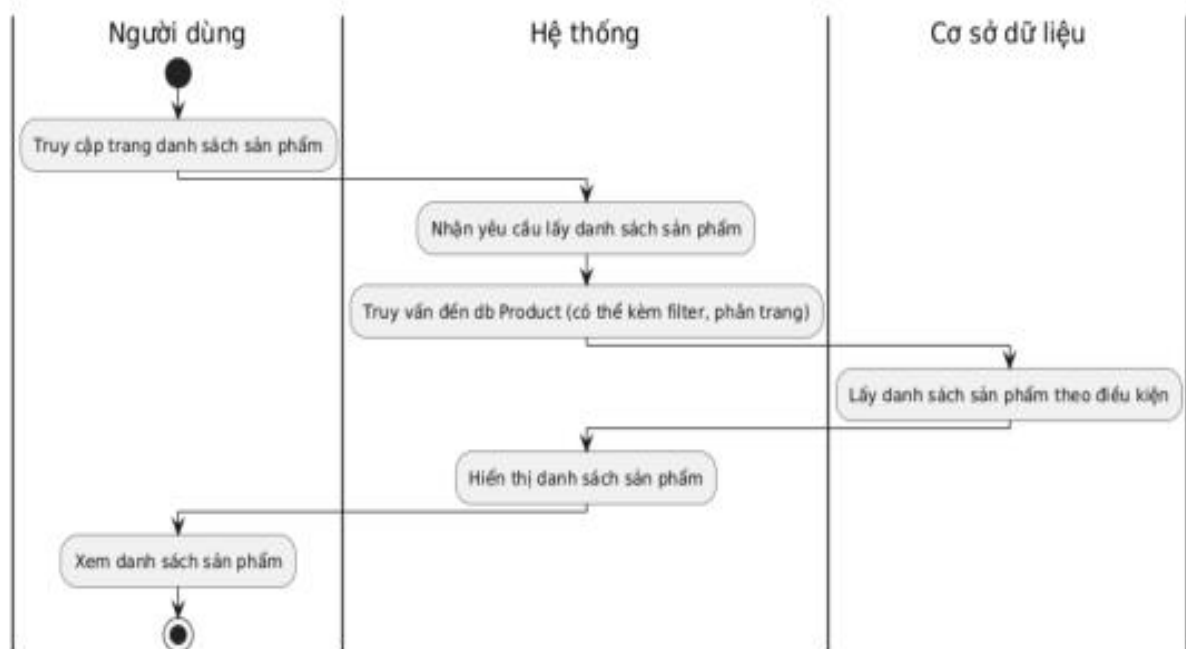 Người dùng
Hệ thống
Cơ sở dữ liệu
Truy cập trang danh sách sản phẩm
Nhận yêu cầu lấy danh sách sản phẩm
Truy vấn đến db Product (có thể kèm filter, phân trang)
Lấy danh sách sản phẩm theo điều kiện
Hiển thị danh sách sản phẩm
Xem danh sách sản phẩm